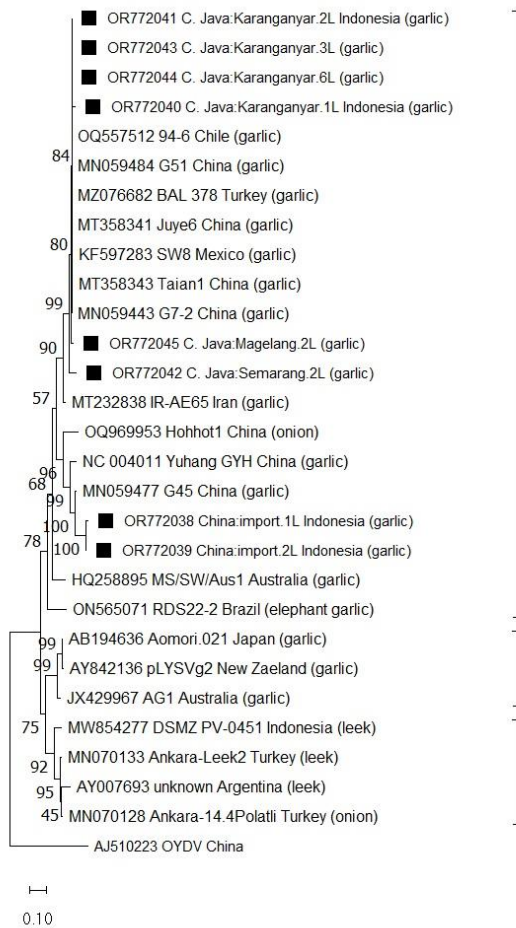 OR772041 C. Java:Karanganyar.2L Indonesia (garlic)
OR772043 C. Java:Karanganyar.3L (garlic)
OR772044 C. Java:Karanganyar.6L (garlic)
OR772040 C. Java:Karanganyar.1L Indonesia (garlic)
OQ557512 94-6 Chile (garlic)
84
MN059484 G51 China (garlic)
MZ076682 BAL 378 Turkey (garlic)
MT358341 Juye6 China (garlic)
80
KF597283 SW8 Mexico (garlic)
MT358343 Taian1 China (garlic)
99
MN059443 G7-2 China (garlic)
OR772045 C. Java:Magelang.2L (garlic)
90
OR772042 C. Java:Semarang.2L (garlic)
57
MT232838 IR-AE65 Iran (garlic)
OQ969953 Hohhot1 China (onion)
NC 004011 Yuhang GYH China (garlic)
96
68
MN059477 G45 China (garlic)
99
OR772038 China:import.1L Indonesia (garlic)
100
78
100
OR772039 China:import.2L Indonesia (garlic)
HQ258895 MS/SW/Aus1 Australia (garlic)
ON565071 RDS22-2 Brazil (elephant garlic)
AB194636 Aomori.021 Japan (garlic)
99
99
AY842136 pLYSVg2 New Zaeland (garlic)
JX429967 AG1 Australia (garlic)
75
MW854277 DSMZ PV-0451 Indonesia (leek)
MN070133 Ankara-Leek2 Turkey (leek)
92
AY007693 unknown Argentina (leek)
95
45
MN070128 Ankara-14.4Polatli Turkey (onion)
AJ510223 OYDV China
0.10